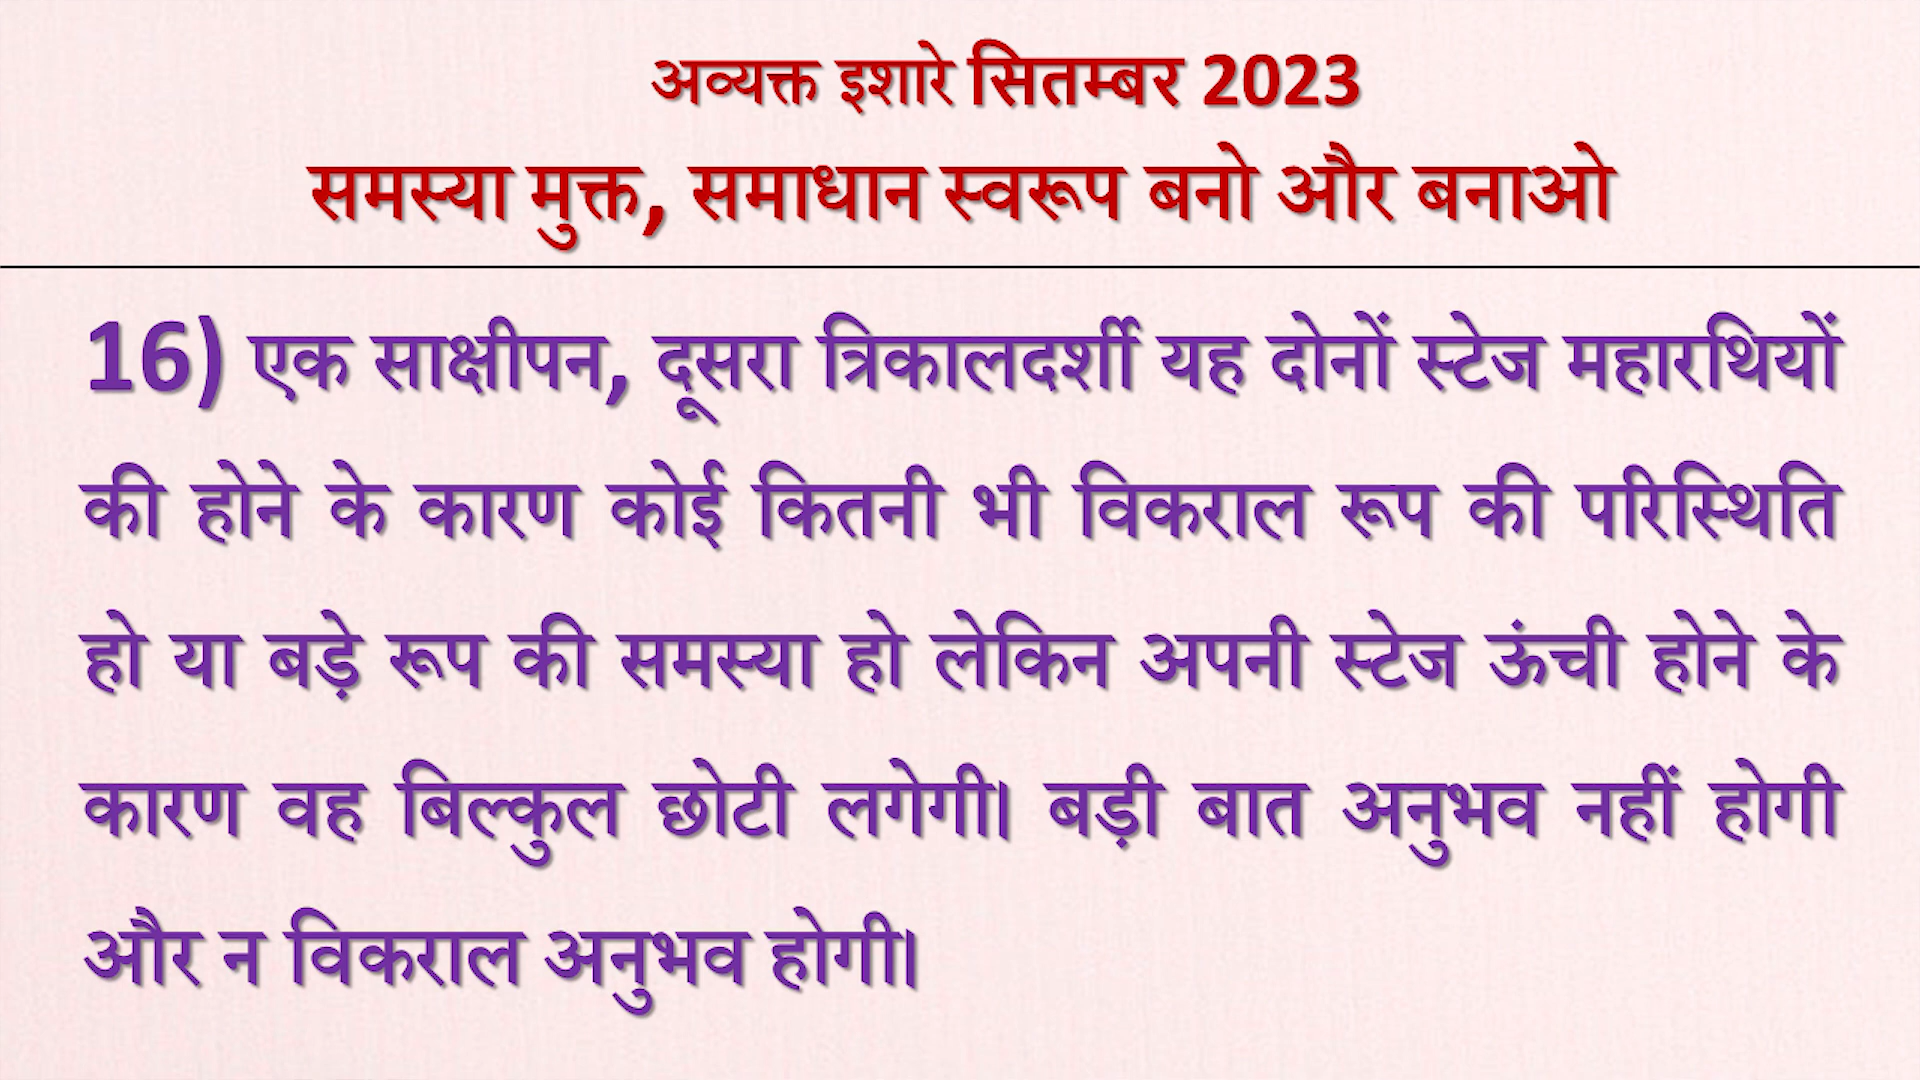 अव्यक्त इशारे सितम्बर 2023
समस्या मुक्त, समाधान स्वरूप बनो और बनाओ
16) एक साक्षीपन, दूसरा त्रिकालदर्शी यह दोनों स्टेज महारथियों
की होने के कारण कोई कितनी भी विकराल रूप की परिस्थिति
हो या बड़े रूप की समस्या हो लेकिन अपनी स्टेज ऊंची होने के
कारण वह बिल्कुल छोटी लगेगी। बड़ी बात अनुभव नहीं होगी
और न विकराल अनुभव होगी।